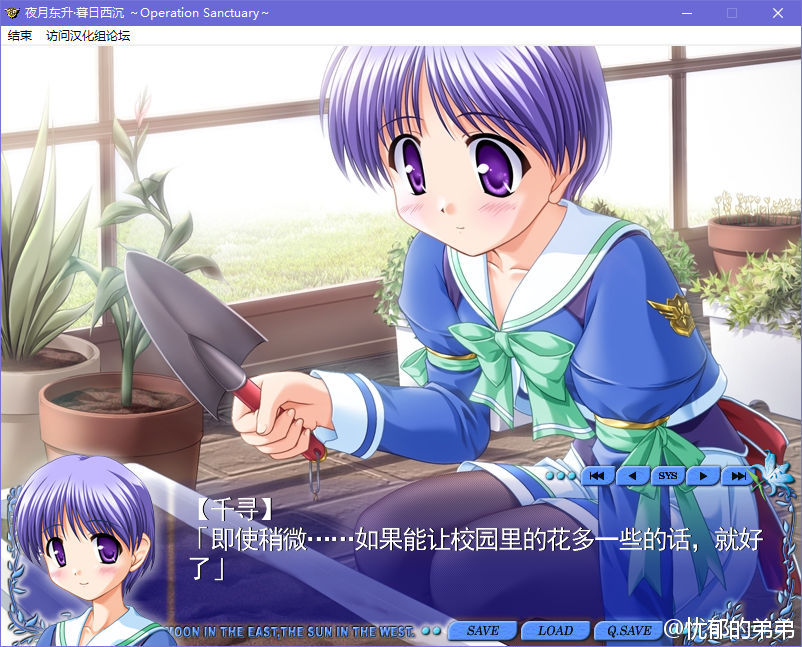 夜月东升·暮日西沉 ~Operation Sanctuary~
结束 访问汉化组论坛
SYS
【千寻】
「即使稍微……如果能让校园里的花多一些的话，就好
了」
MOON IN THE EAST,THE SUN IN THE WEST.
SAVE LOAD Q.SAVE
@忧郁的弟弟